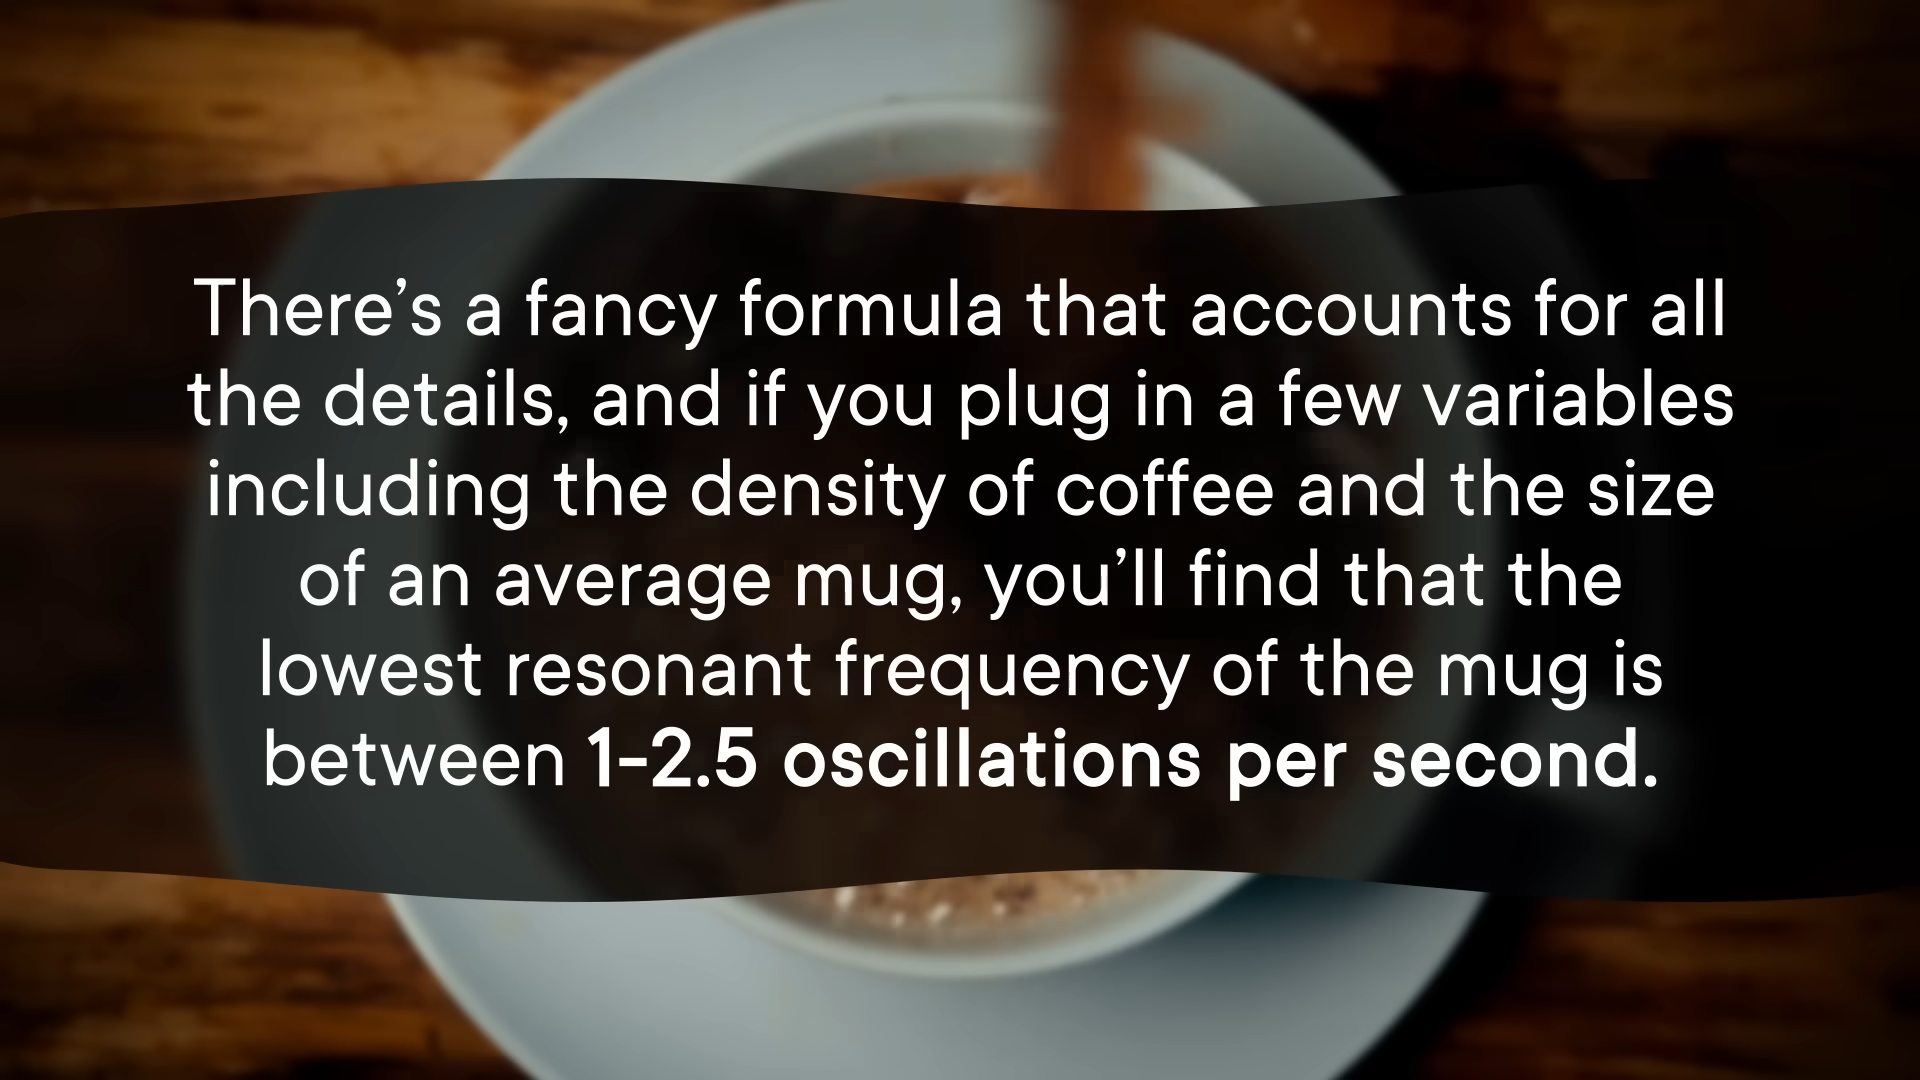 There’s a fancy formula that accounts for all
the details, and if you plug in a few variables
including the density of coffee and the size
of an average mug, you’ll find that the
lowest resonant frequency of the mug is
between 1-2.5 oscillations per second.